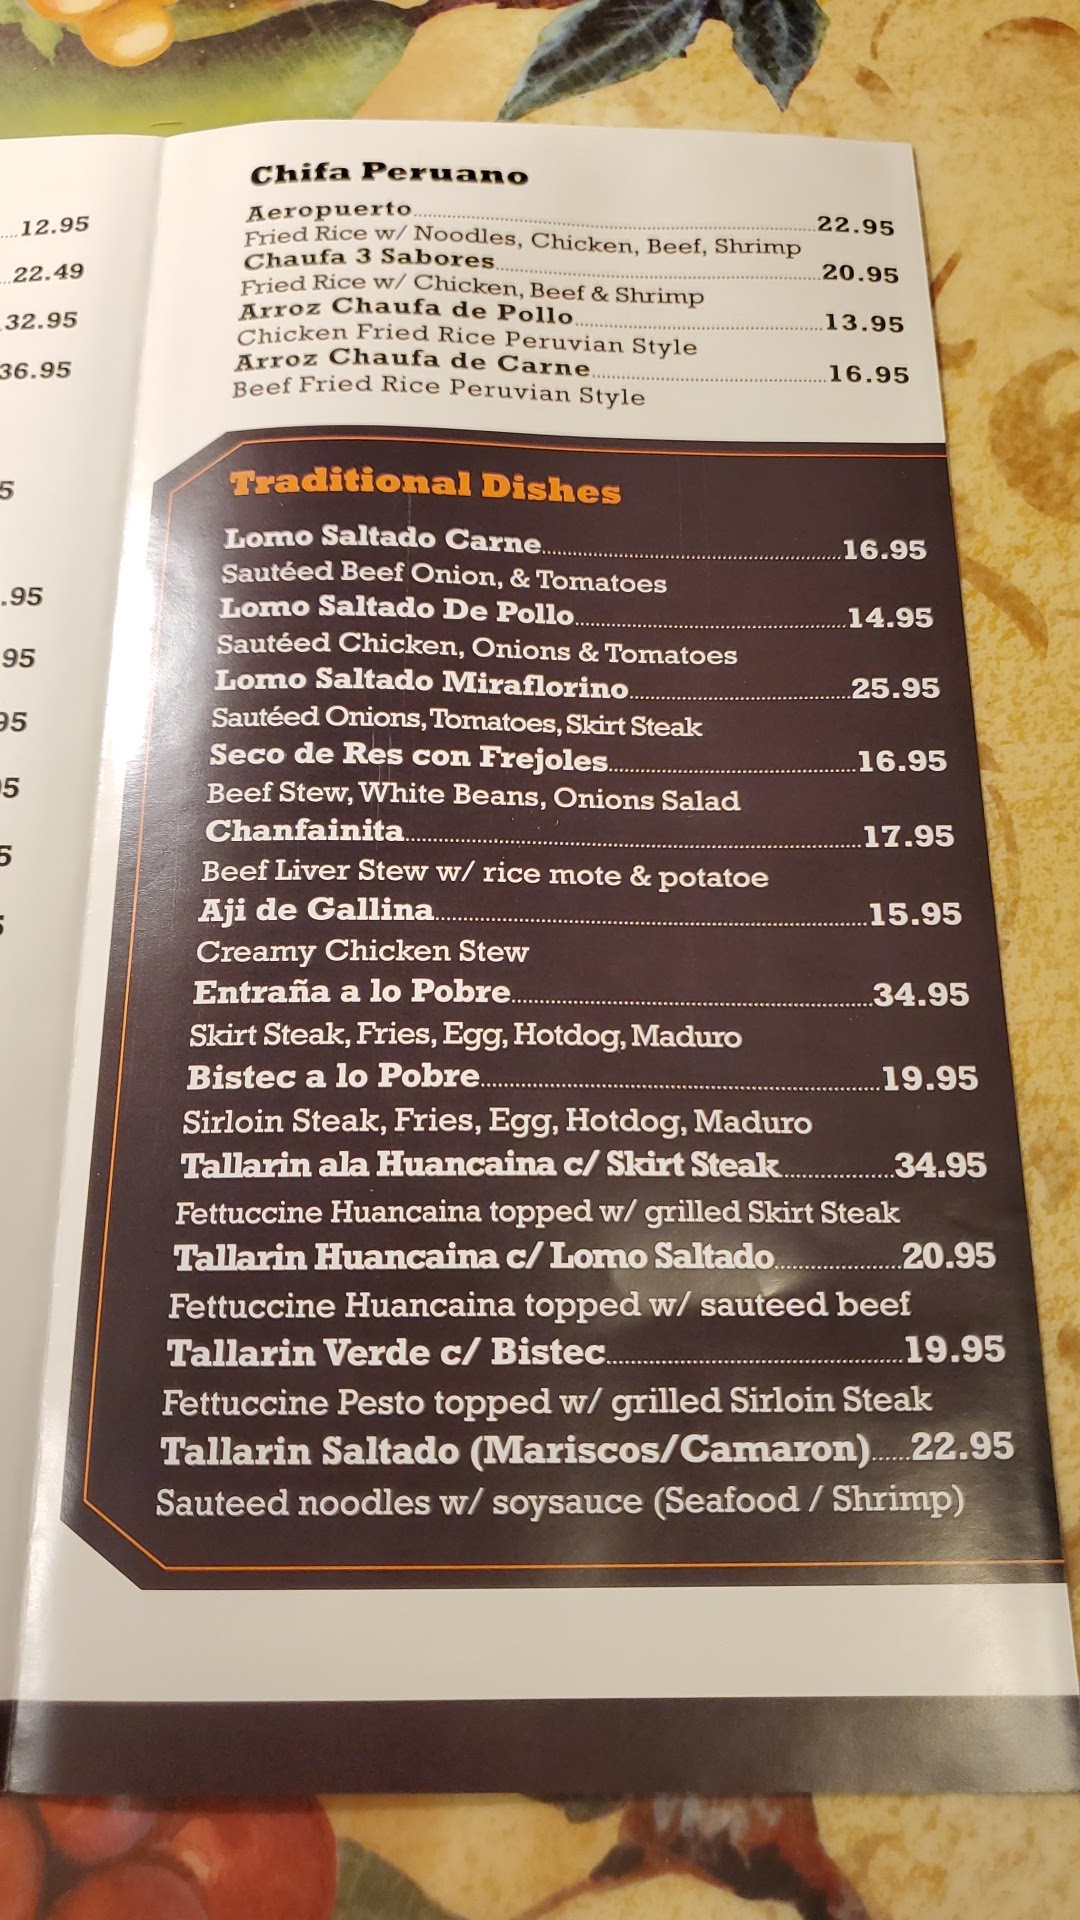 12.95
22.49
32.95
36.95
5
.95
95
95
5
5
5
Chifa Peruano
Aeropuerto 22.95
Fried Rice w/ Noodles, Chicken, Beef, Shrimp
Chaufa 3 Sabores 20.95
Fried Rice w/ Chicken, Beef & Shrimp
Arroz Chaufa de Pollo 13.95
Chicken Fried Rice Peruvian Style
Arroz Chaufa de Carne 16.95
Beef Fried Rice Peruvian Style
Traditional Dishes
Lomo Saltado Carne 16.95
Sautéed Beef Onion, & Tomatoes
Lomo Saltado De Pollo 14.95
Sautéed Chicken, Onions & Tomatoes
Lomo Saltado Miraflorino 25.95
Sautéed Onions, Tomatoes, Skirt Steak
Seco de Res con Frejoles 16.95
Beef Stew, White Beans, Onions Salad
Chanfainita 17.95
Beef Liver Stew w/ rice mote & potatoe
Aji de Gallina 15.95
Creamy Chicken Stew
Entraña a lo Pobre 34.95
Skirt Steak, Fries, Egg, Hotdog, Maduro
Bistec a lo Pobre 19.95
Sirloin Steak, Fries, Egg, Hotdog, Maduro
Tallarin ala Huancaina c/ Skirt Steak 34.95
Fettuccine Huancaina topped w/ grilled Skirt Steak
Tallarin Huancaina c/ Lomo Saltado 20.95
Fettuccine Huancaina topped w/ sauteed beef
Tallarin Verde c/ Bistec 19.95
Fettuccine Pesto topped w/ grilled Sirloin Steak
Tallarin Saltado (Mariscos/Camaron) 22.95
Sauteed noodles w/ soysauce (Seafood / Shrimp)